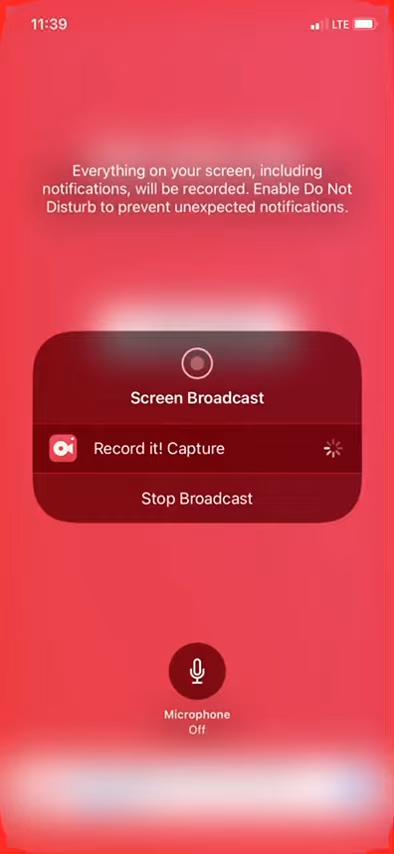 11:39
LTE
Everything on your screen, including
notifications, will be recorded. Enable Do Not
Disturb to prevent unexpected notifications.
Screen Broadcast
Record it! Capture
Stop Broadcast
Microphone
Off